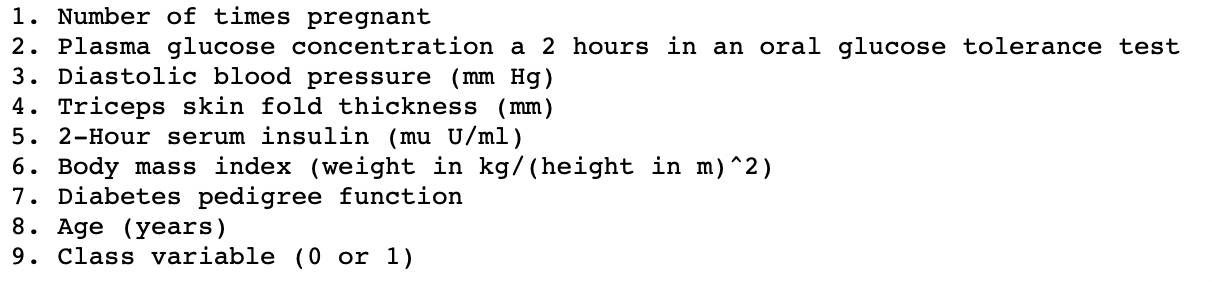 1. Number of times pregnant
2. Plasma glucose concentration a 2 hours in an oral glucose tolerance test
3. Diastolic blood pressure (mm Hg)
4. Triceps skin fold thickness (mm)
5. 2-Hour serum insulin (mu U/ml)
6. Body mass index (weight in kg/(height in m)^2)
7. Diabetes pedigree function
8. Age (years)
9. Class variable (0 or 1)